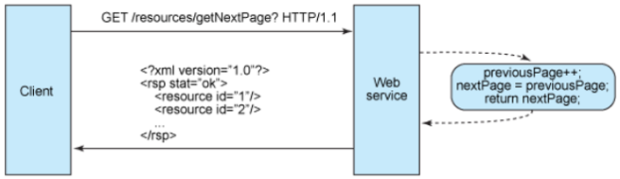 GET /resources/getNextPage? HTTP/1.1
Client
<?xml version="1.0"?>
<rsp stat="ok">
<resource id="1"/>
<resource id="2"/>
...
</rsp>
Web
service
previousPage++;
nextPage = previousPage;
return nextPage;